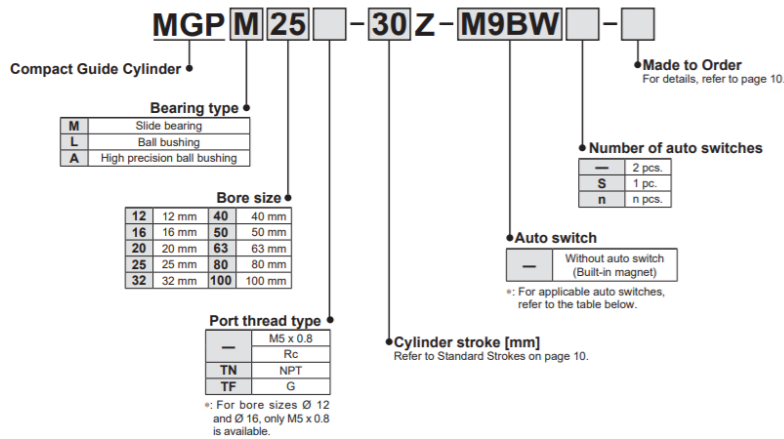 MGP M 25 - 30 Z - M9BW -
Compact Guide Cylinder
Made to Order
For details, refer to page 10.
Bearing type
M Slide bearing
L Ball bushing
A High precision ball bushing
Number of auto switches
— 2 pcs.
S 1 pc.
n n pcs.
Bore size
12 12 mm 40 40 mm
16 16 mm 50 50 mm
20 20 mm 63 63 mm
25 25 mm 80 80 mm
32 32 mm 100 100 mm
Auto switch
— Without auto switch
(Built-in magnet)
*: For applicable auto switches,
refer to the table below.
Port thread type
— M5 x 0.8
Rc
TN NPT
TF G
*: For bore sizes Ø 12
and Ø 16, only M5 x 0.8
is available.
Cylinder stroke [mm]
Refer to Standard Strokes on page 10.